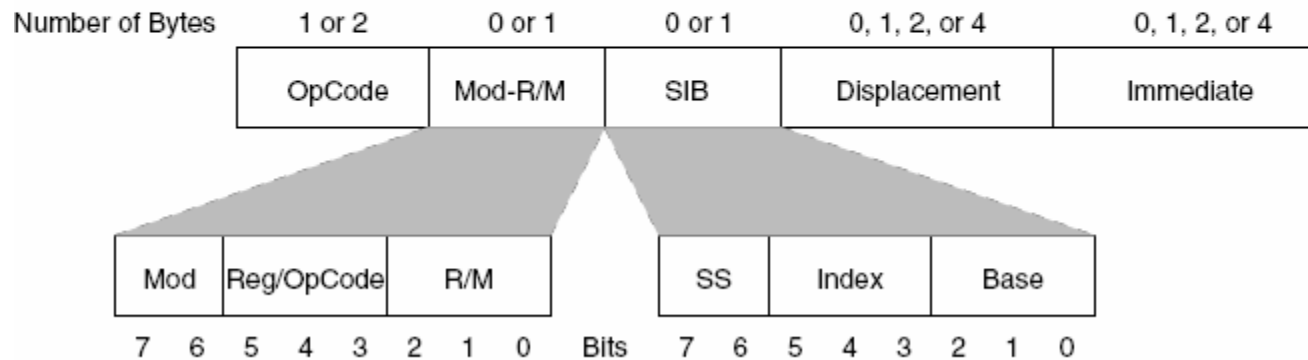 Number of Bytes 1 or 2 0 or 1 0 or 1 0, 1, 2, or 4 0, 1, 2, or 4
OpCode Mod-R/M SIB Displacement Immediate
Mod Reg/OpCode R/M SS Index Base
7 6 5 4 3 2 1 0 Bits 7 6 5 4 3 2 1 0